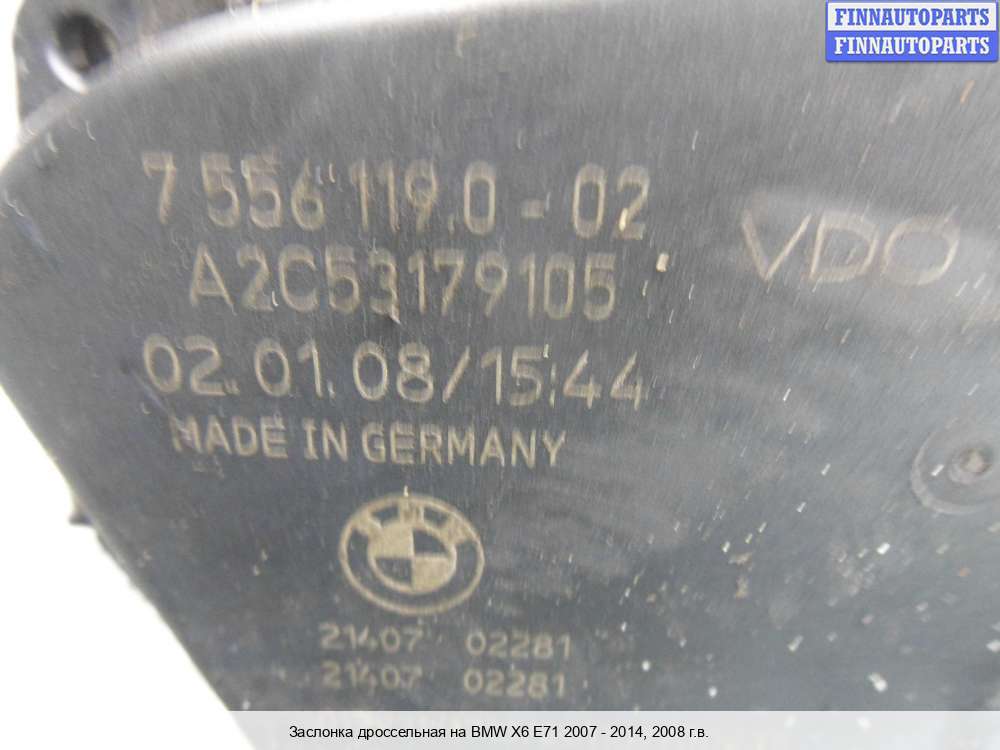 FINNAUTOPARTS
FINNAUTOPARTS
7 556 119.0 - 02
VDO
A2C53179105
02.01.08/15:44
MADE IN GERMANY
BMW
21407 02281
21407 02281
Заслонка дроссельная на BMW X6 E71 2007 - 2014, 2008 г.в.